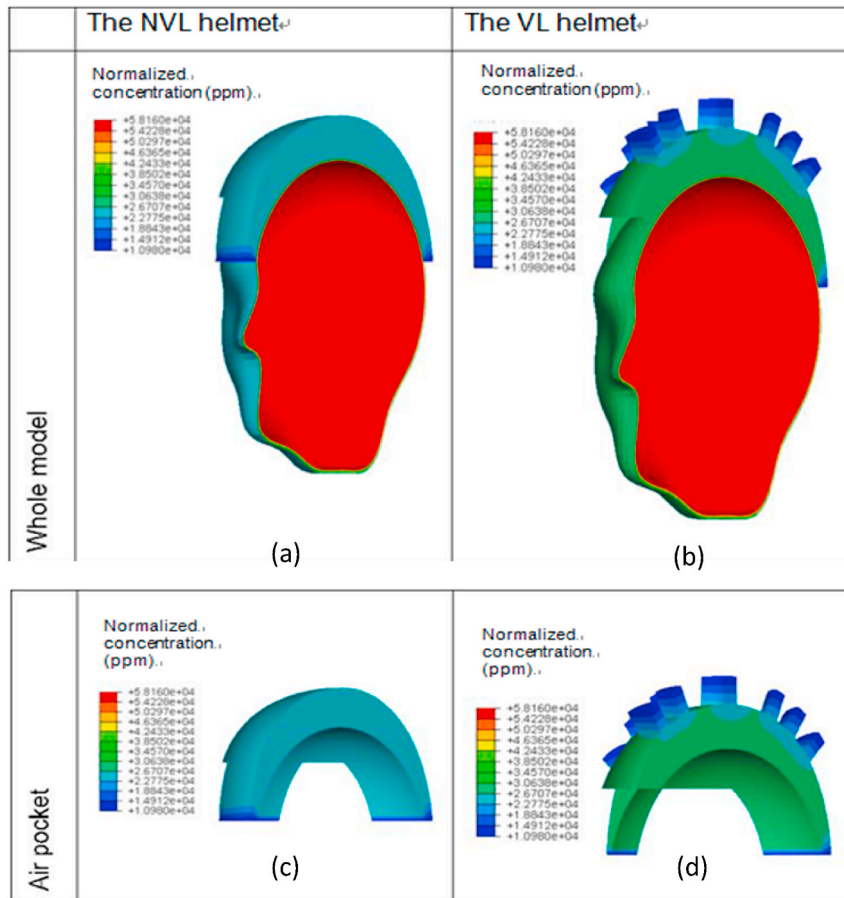 The NVL helmet↵
The VL helmet↵
Whole model
Normalized.
concentration (ppm).
+5.8160e+04
+5.4228e+04
+5.0297e+04
+4.6365e+04
+4.2433e+04
+3.8502e+04
+3.4570e+04
+3.0638e+04
+2.6707e+04
+2.2775e+04
+1.8843e+04
+1.4912e+04
+1.0980e+04
(a)
Normalized.
concentration (ppm).
+5.8160e+04
+5.4228e+04
+5.0297e+04
+4.6365e+04
+4.2433e+04
+3.8502e+04
+3.4570e+04
+3.0638e+04
+2.6707e+04
+2.2775e+04
+1.8843e+04
+1.4912e+04
+1.0980e+04
(b)
Air pocket
Normalized.
concentration.
(ppm).
+5.8160e+04
+5.4228e+04
+5.0297e+04
+4.6365e+04
+4.2433e+04
+3.8502e+04
+3.4570e+04
+3.0638e+04
+2.6707e+04
+2.2775e+04
+1.8843e+04
+1.4912e+04
+1.0980e+04
(c)
Normalized.
concentration.
(ppm).
+5.8160e+04
+5.4228e+04
+5.0297e+04
+4.6365e+04
+4.2433e+04
+3.8502e+04
+3.4570e+04
+3.0638e+04
+2.6707e+04
+2.2775e+04
+1.8843e+04
+1.4912e+04
+1.0980e+04
(d)